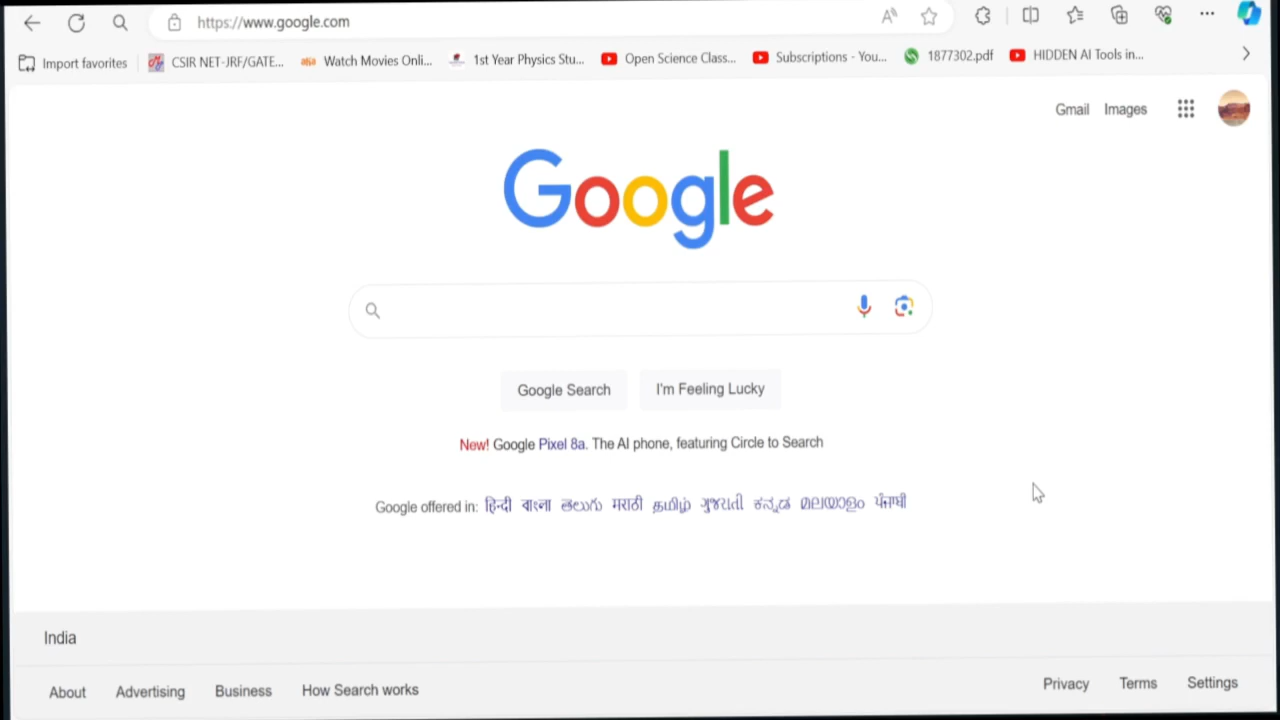 https://www.google.com
Import favorites CSIR NET-JRF/GATE... Watch Movies Onli... 1st Year Physics Stu... Open Science Class... Subscriptions - You... 1877302.pdf HIDDEN AI Tools in...
Gmail Images
Google
Google Search I'm Feeling Lucky
New! Google Pixel 8a. The AI phone, featuring Circle to Search
Google offered in: हिन्दी বাংলা తెలుగు मराठी தமிழ் ગુજરાતી ಕನ್ನಡ മലയാളം ਪੰਜਾਬੀ
India
About Advertising Business How Search works Privacy Terms Settings